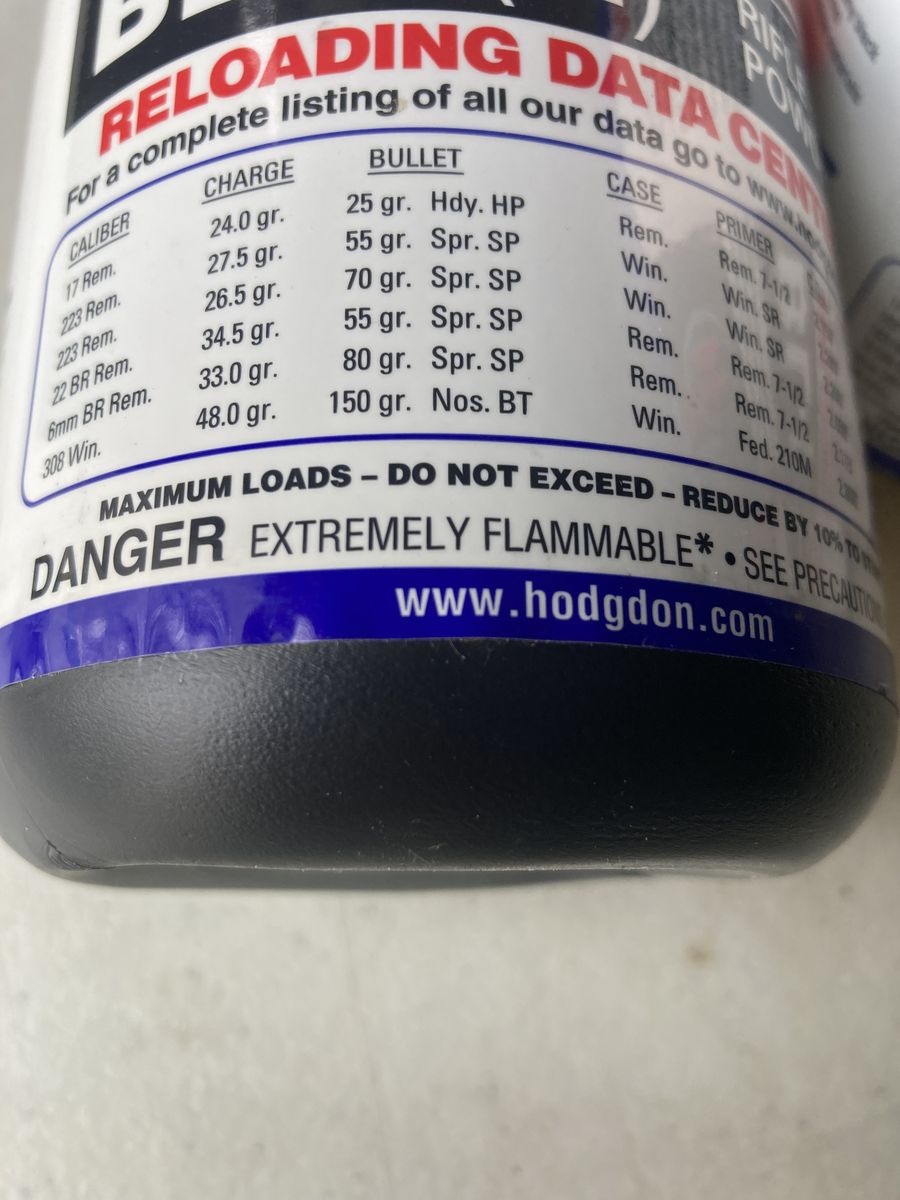 RIFLE
RELOADING DATA
For a complete listing of all our data go to
CALIBER CHARGE BULLET CASE PRIMER
17 Rem. 24.0 gr. 25 gr. Hdy. HP Rem. Rem. 7-1/2
223 Rem. 27.5 gr. 55 gr. Spr. SP Win. Win. SR
223 Rem. 26.5 gr. 70 gr. Spr. SP Win. Win. SR
22 BR Rem. 34.5 gr. 55 gr. Spr. SP Rem. Rem. 7-1/2
6mm BR Rem. 33.0 gr. 80 gr. Spr. SP Rem. Rem. 7-1/2
308 Win. 48.0 gr. 150 gr. Nos. BT Win. Fed. 210M
MAXIMUM LOADS – DO NOT EXCEED – REDUCE BY 10% TO
DANGER EXTREMELY FLAMMABLE* • SEE
www.hodgdon.com